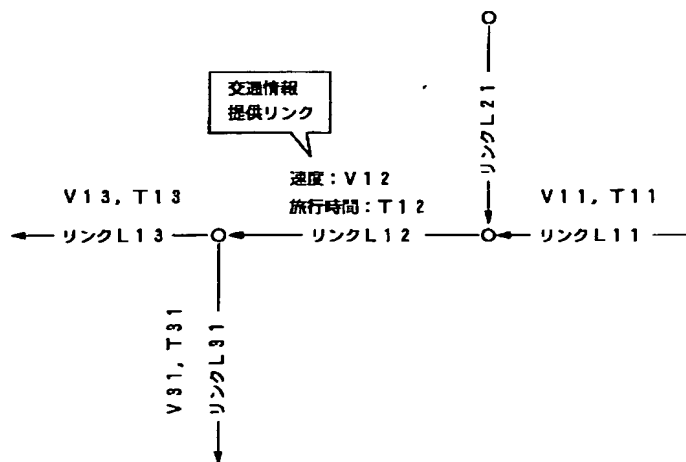 交通情報
提供リンク
リンクL21
速度：V12
旅行時間：T12
V13, T13
V11, T11
リンクL13
リンクL12
リンクL11
V31, T31
リンクL31